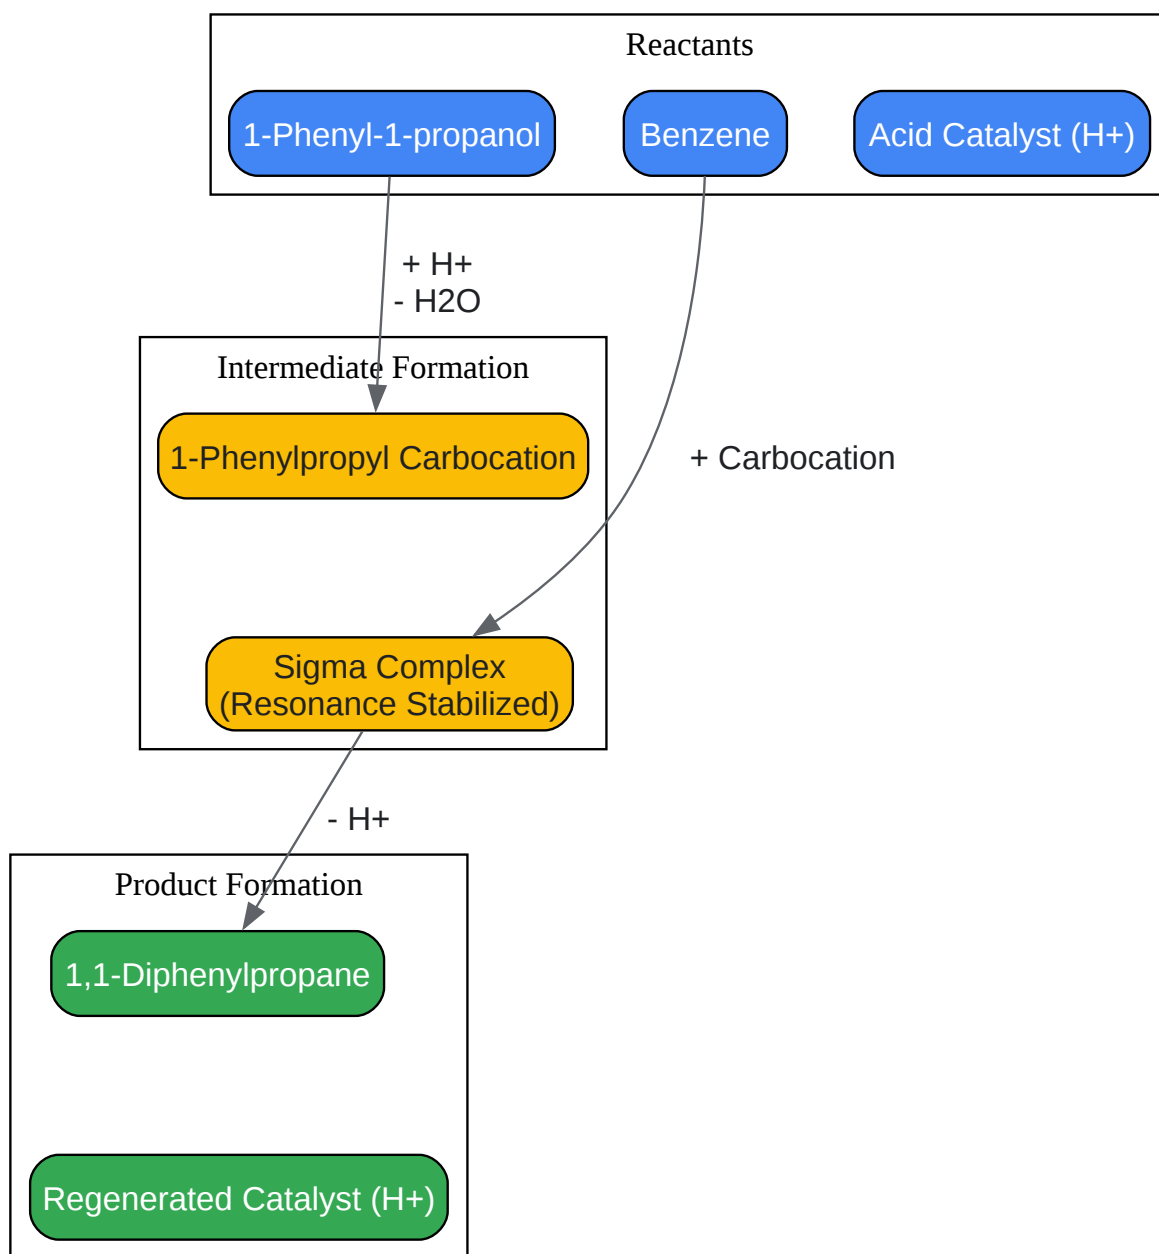 Reactants
1-Phenyl-1-propanol
Benzene
Acid Catalyst (H+)
+ H+
- H2O
Intermediate Formation
1-Phenylpropyl Carbocation
+ Carbocation
Sigma Complex
(Resonance Stabilized)
- H+
Product Formation
1,1-Diphenylpropane
Regenerated Catalyst (H+)